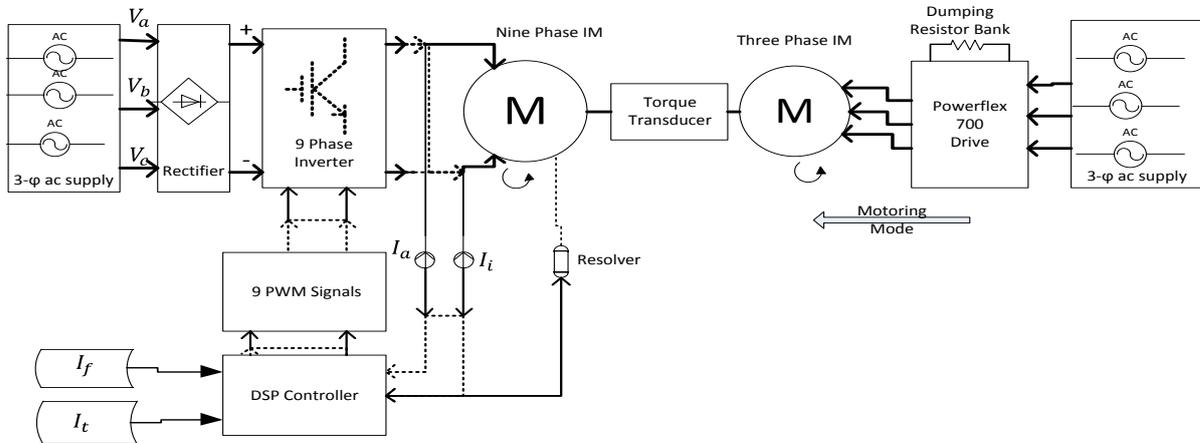 V_a
V_b
V_c
AC
AC
AC
3-φ ac supply
Rectifier
+
-
9 Phase
Inverter
Nine Phase IM
M
Torque
Transducer
Three Phase IM
M
Dumping
Resistor Bank
Powerflex
700
Drive
AC
AC
AC
3-φ ac supply
Motoring
Mode
I_a
I_i
Resolver
9 PWM Signals
DSP Controller
I_f
I_t